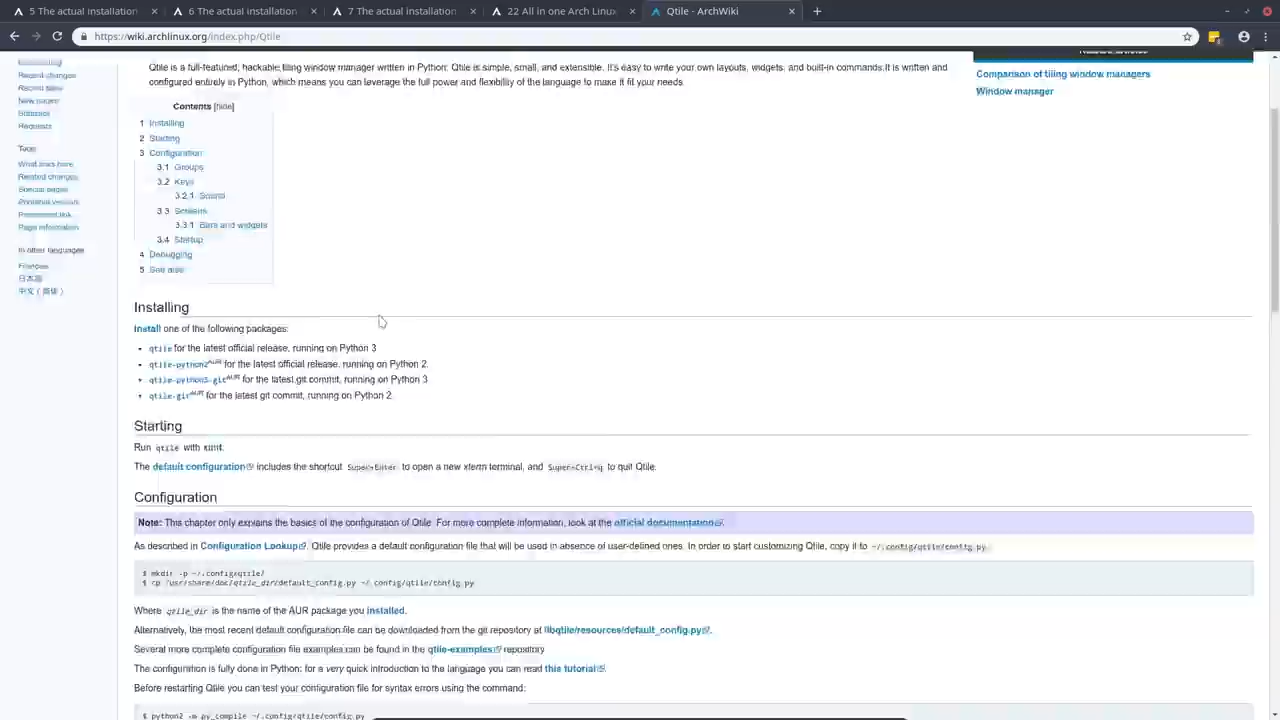 5 The actual installation
6 The actual installation
7 The actual installation
22 All in one Arch Linux
Qtile - ArchWiki
https://wiki.archlinux.org/index.php/Qtile
Recent changes
Requests
Tools
What links here
Related changes
Special pages
Printable version
Permanent link
Page information
In other languages
Français
日本語
Qtile is a full-featured, hackable tiling window manager written in Python. Qtile is simple, small, and extensible. It's easy to write your own layouts, widgets, and built-in commands.It is written and
configured entirely in Python, which means you can leverage the full power and flexibility of the language to make it fit your needs.
Comparison of tiling window managers
Window manager
Contents [hide]
1 Installing
2 Starting
3 Configuration
3.1 Groups
3.2 Keys
3.2.1 Sound
3.3 Screens
3.3.1 Bars and widgets
3.4 Startup
4 Debugging
5 See also
Installing
Install one of the following packages:
• qtile for the latest official release, running on Python 3
• qtile-python2AUR for the latest official release, running on Python 2.
• qtile-python3-gitAUR for the latest git commit, running on Python 3
• qtile-gitAUR for the latest git commit, running on Python 2
Starting
Run qtile with xinit.
The default configuration includes the shortcut Super+Enter to open a new xterm terminal, and Super+Ctrl+q to quit Qtile.
Configuration
Note: This chapter only explains the basics of the configuration of Qtile. For more complete information, look at the official documentation.
As described in Configuration Lookup, Qtile provides a default configuration file that will be used in absence of user-defined ones. In order to start customizing Qtile, copy it to ~/.config/qtile/config.py.
$ mkdir -p ~/.config/qtile/
$ cp /usr/share/doc/qtile_dir/default_config.py ~/.config/qtile/config.py
Where qtile_dir is the name of the AUR package you installed.
Alternatively, the most recent default configuration file can be downloaded from the git repository at libqtile/resources/default_config.py.
Several more complete configuration file examples can be found in the qtile-examples repository
The configuration is fully done in Python: for a very quick introduction to the language you can read this tutorial.
Before restarting Qtile you can test your configuration file for syntax errors using the command:
$ python2 -m py_compile ~/.config/qtile/config.py